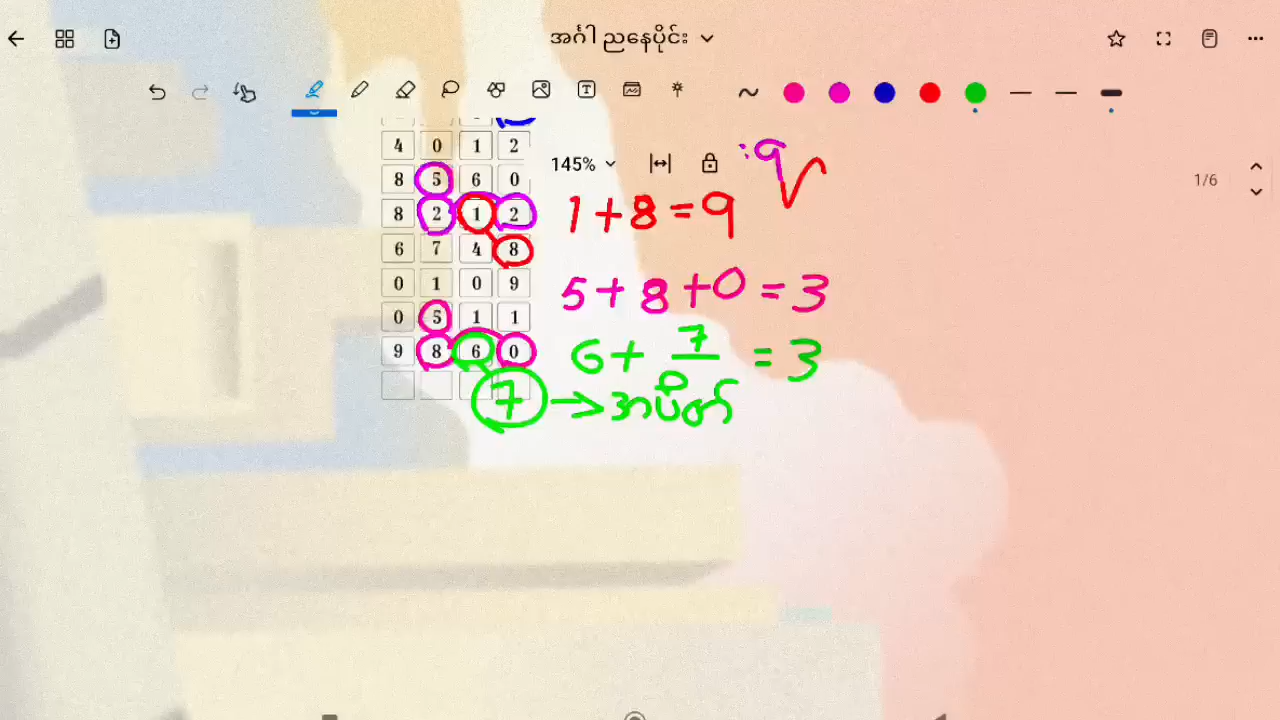 အင်္ဂါ ညနေပိုင်း
4 0 1 2
145%
:9
1/6
8 5 6 0
8 2 1 2
1+8=9
6 7 4 8
0 1 0 9
5+8+0=3
0 5 1 1
9 8 6 0
6+ 7/0 =3
7 → အပိတ်